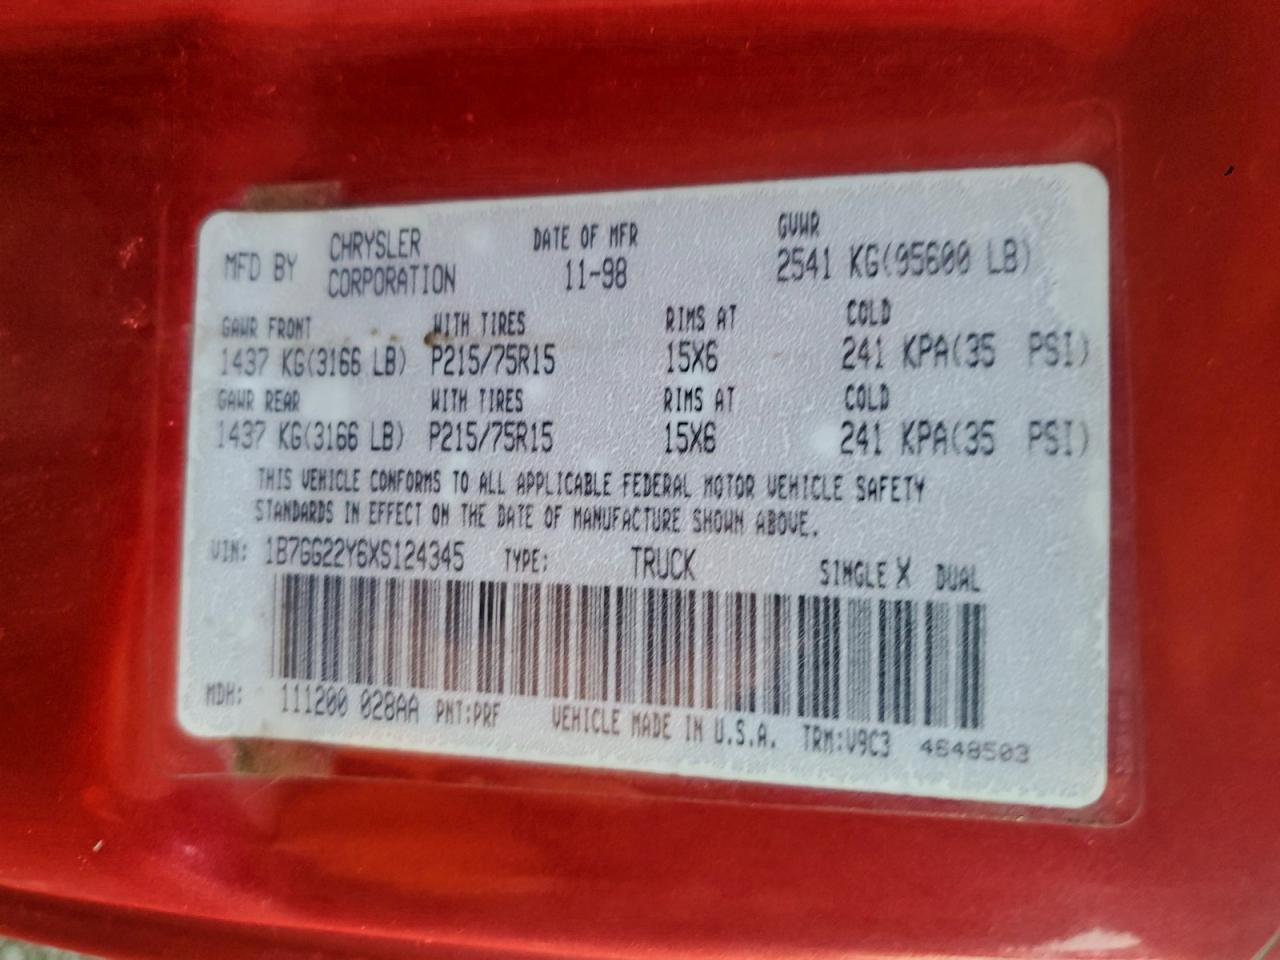 MFD BY CHRYSLER CORPORATION DATE OF MFR 11-98 GVWR 2541 KG(05600 LB)
GAWR FRONT WITH TIRES RIMS AT COLD
1437 KG(3166 LB) P215/75R15 15X6 241 KPA(35 PSI)
GAWR REAR WITH TIRES RIMS AT COLD
1437 KG(3166 LB) P215/75R15 15X6 241 KPA(35 PSI)
THIS VEHICLE CONFORMS TO ALL APPLICABLE FEDERAL MOTOR VEHICLE SAFETY
STANDARDS IN EFFECT ON THE DATE OF MANUFACTURE SHOWN ABOVE.
VIN: 1B7GG22Y6XS124345 TYPE: TRUCK SINGLE X DUAL
MDH: 111200 028AA PNT:PRF VEHICLE MADE IN U.S.A. TRM:V9C3 4648503